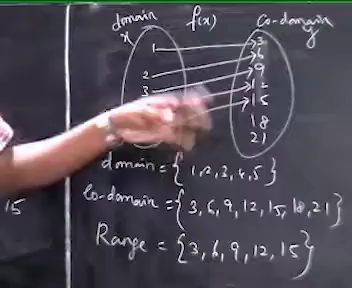 domain f(x) Co-domain
x y
1 3
6
2 9
3 12
15
18
21
domain = { 1,2,3,4,5 }
15 Co-domain = { 3,6,9,12,15,18,21 }
Range = { 3,6,9,12,15 }